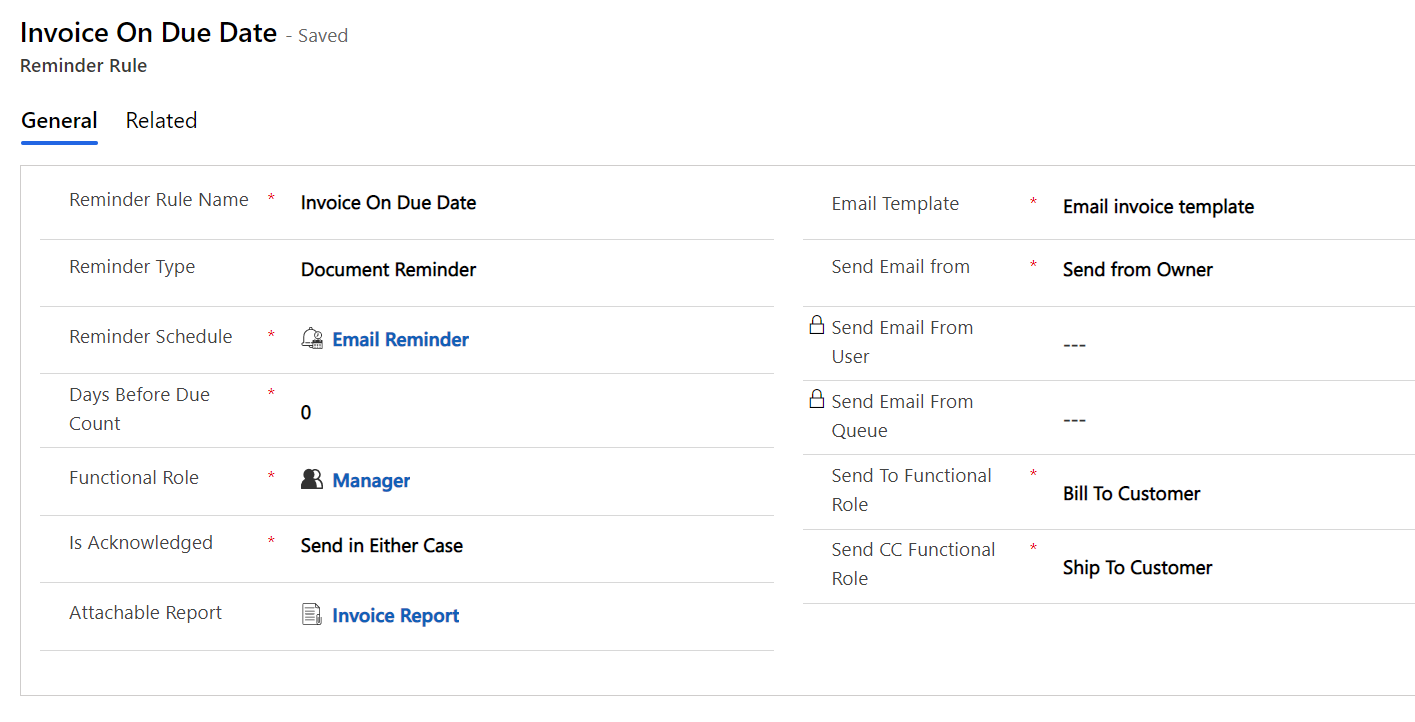 Invoice On Due Date - Saved
Reminder Rule
General Related
Reminder Rule Name * Invoice On Due Date
Reminder Type Document Reminder
Reminder Schedule * Email Reminder
Days Before Due
Count * 0
Functional Role * Manager
Is Acknowledged * Send in Either Case
Attachable Report Invoice Report
Email Template * Email invoice template
Send Email from * Send from Owner
Send Email From
User ---
Send Email From
Queue ---
Send To Functional
Role * Bill To Customer
Send CC Functional
Role * Ship To Customer